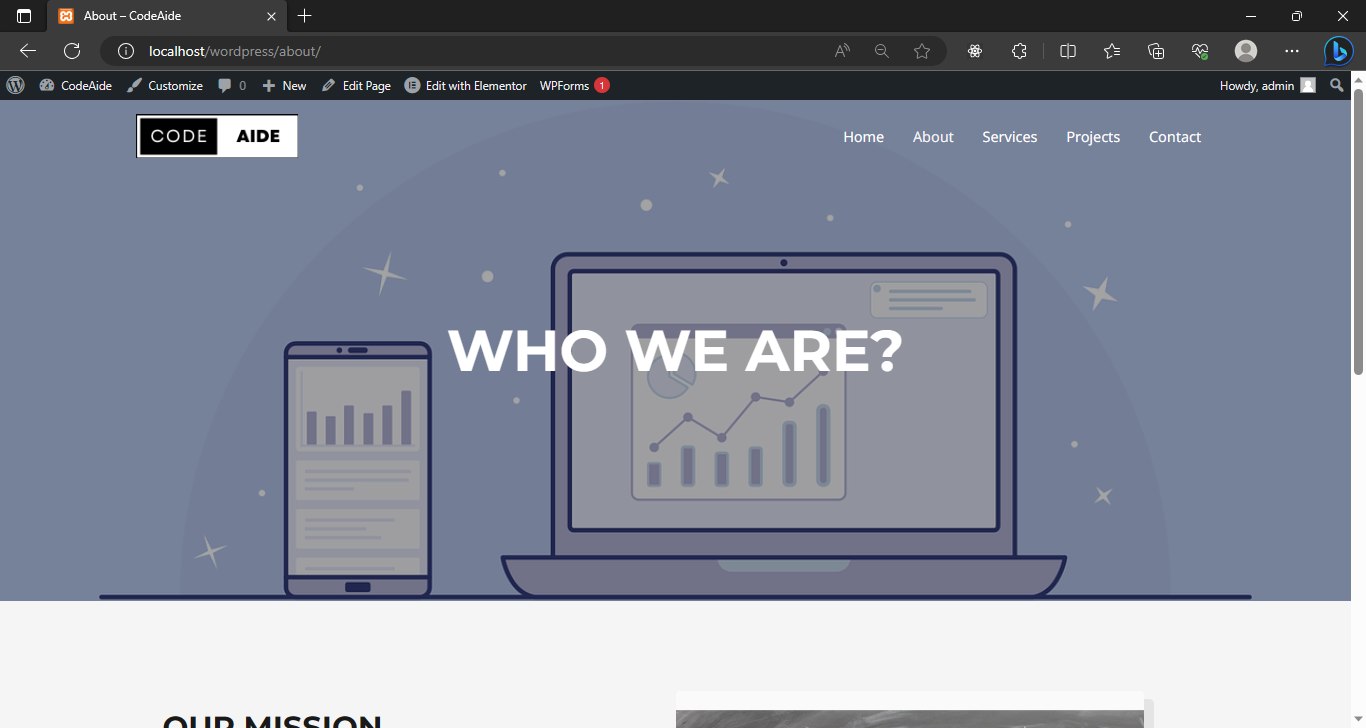 About – CodeAide
localhost/wordpress/about/
CodeAide Customize 0 New Edit Page Edit with Elementor WPForms 1 Howdy, admin
CODE AIDE
Home About Services Projects Contact
WHO WE ARE?
OUR MISSION